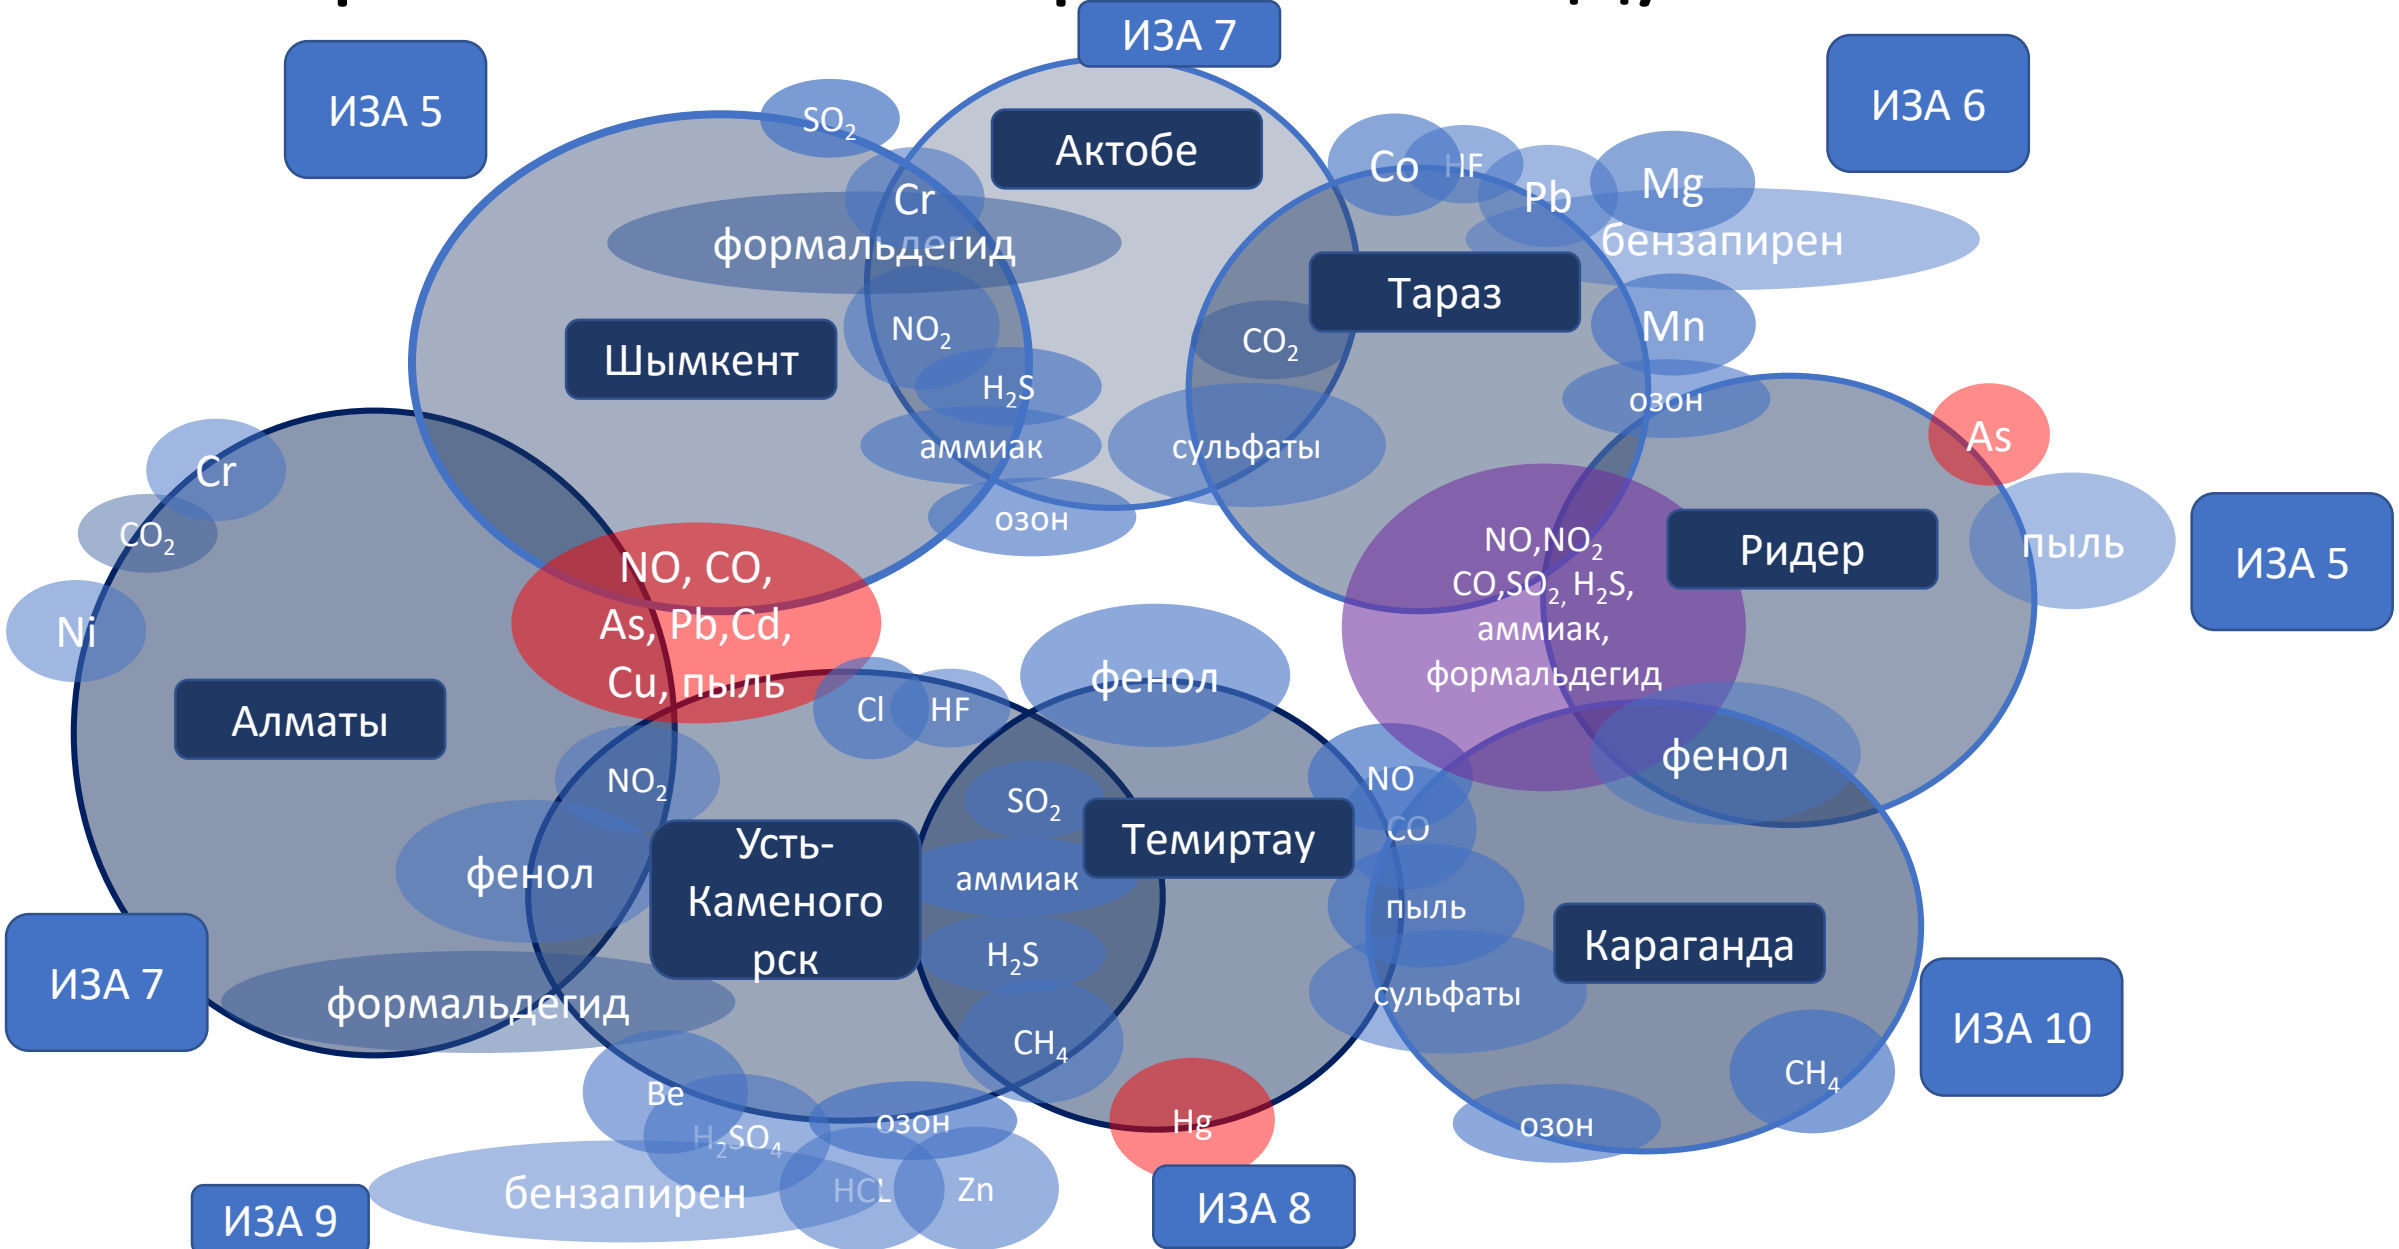 ИЗА 7
ИЗА 5
ИЗА 6
SO₂
Актобе
Co
HF
Pb
Mg
Cr
формальдегид
бензапирен
Тараз
Mn
NO₂
CO₂
Шымкент
H₂S
озон
аммиак
сульфаты
As
Cr
CO₂
озон
пыль
ИЗА 5
NO, CO,
As, Pb,Cd,
Cu, пыль
NO,NO₂
CO,SO₂, H₂S,
аммиак,
формальдегид
Ридер
Ni
Алматы
Cl
HF
фенол
фенол
NO₂
SO₂
NO
CO
Темиртау
Усть-
Каменого
рск
фенол
аммиак
пыль
Караганда
H₂S
ИЗА 7
формальдегид
сульфаты
CH₄
ИЗА 10
CH₄
Be
H₂SO₄
озон
Hg
озон
бензапирен
HCL
Zn
ИЗА 9
ИЗА 8